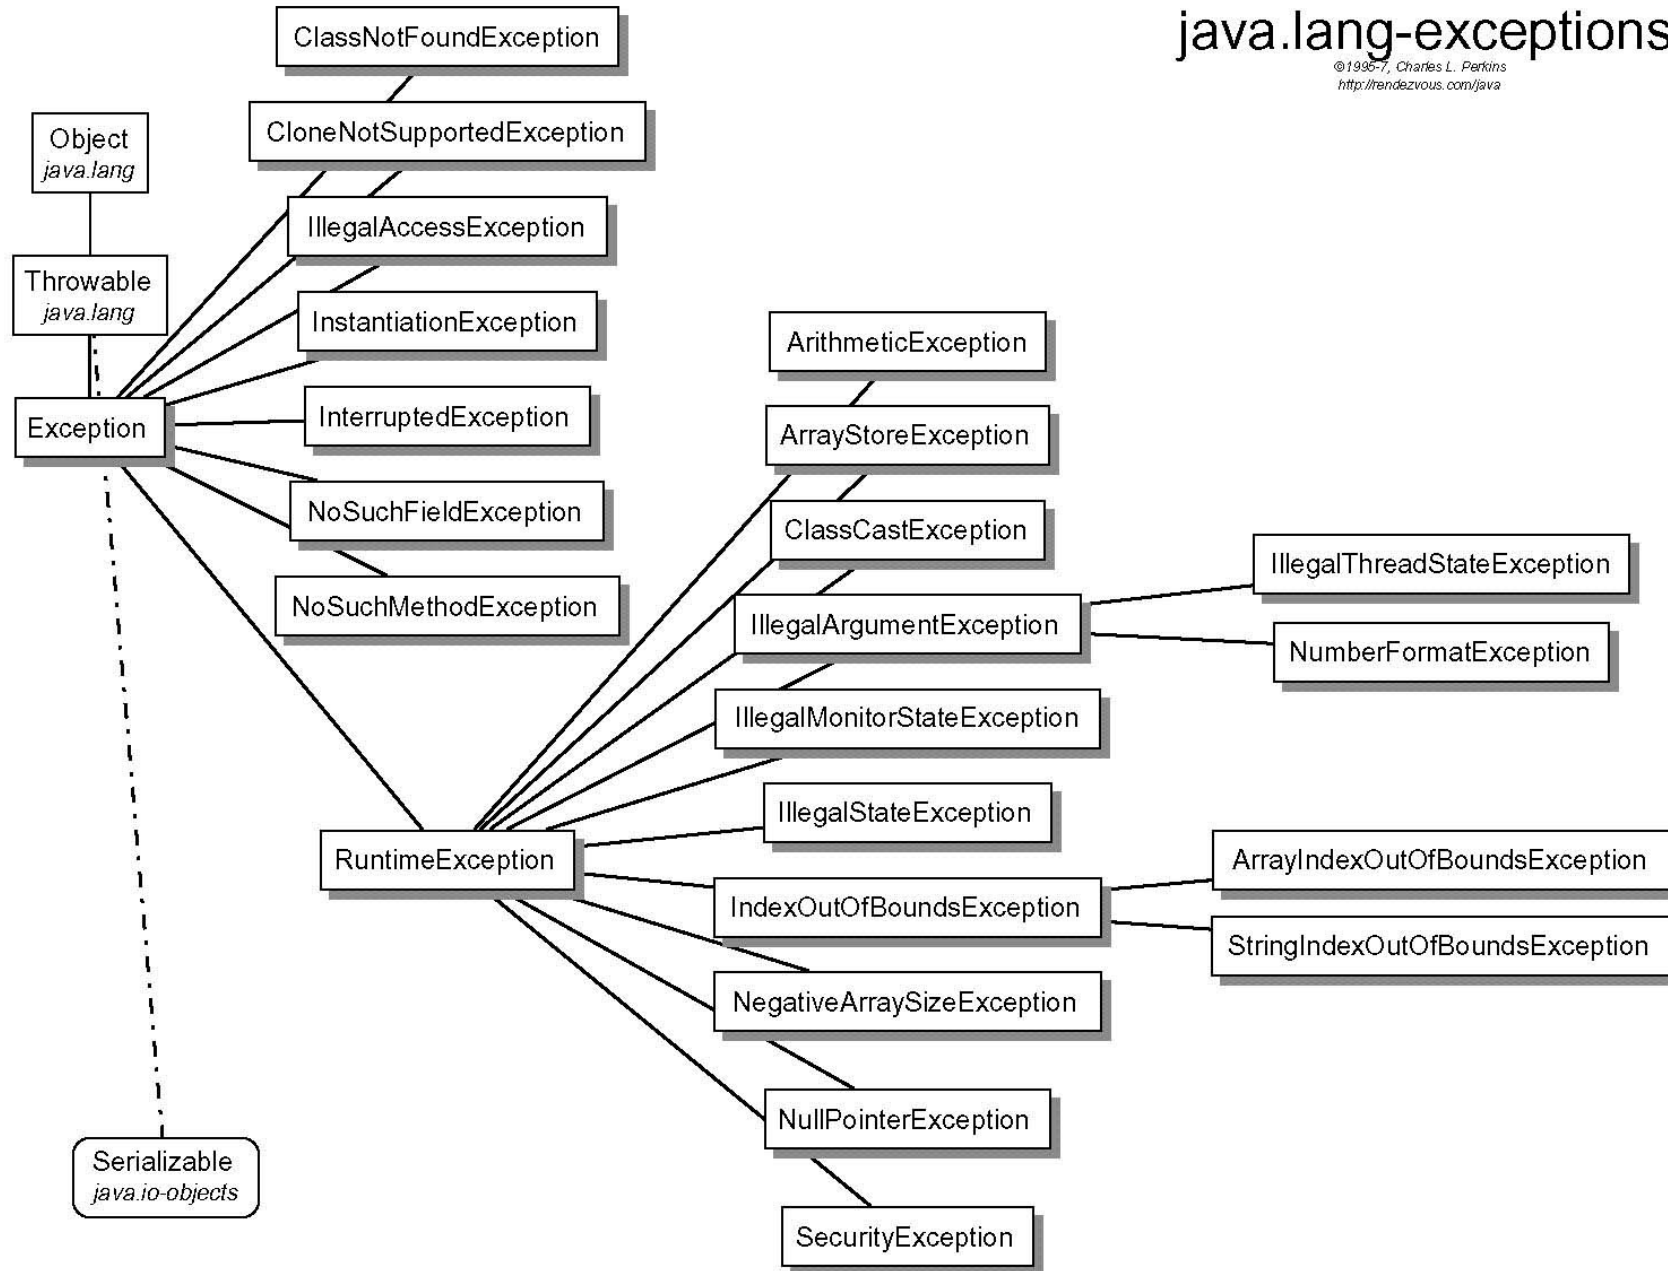 java.lang-exceptions
©1995-7, Charles L. Perkins
http://rendezvous.com/java
Object
java.lang
Throwable
java.lang
Exception
Serializable
java.io-objects
ClassNotFoundException
CloneNotSupportedException
IllegalAccessException
InstantiationException
InterruptedException
NoSuchFieldException
NoSuchMethodException
RuntimeException
ArithmeticException
ArrayStoreException
ClassCastException
IllegalArgumentException
IllegalMonitorStateException
IllegalStateException
IndexOutOfBoundsException
NegativeArraySizeException
NullPointerException
SecurityException
IllegalThreadStateException
NumberFormatException
ArrayIndexOutOfBoundsException
StringIndexOutOfBoundsException